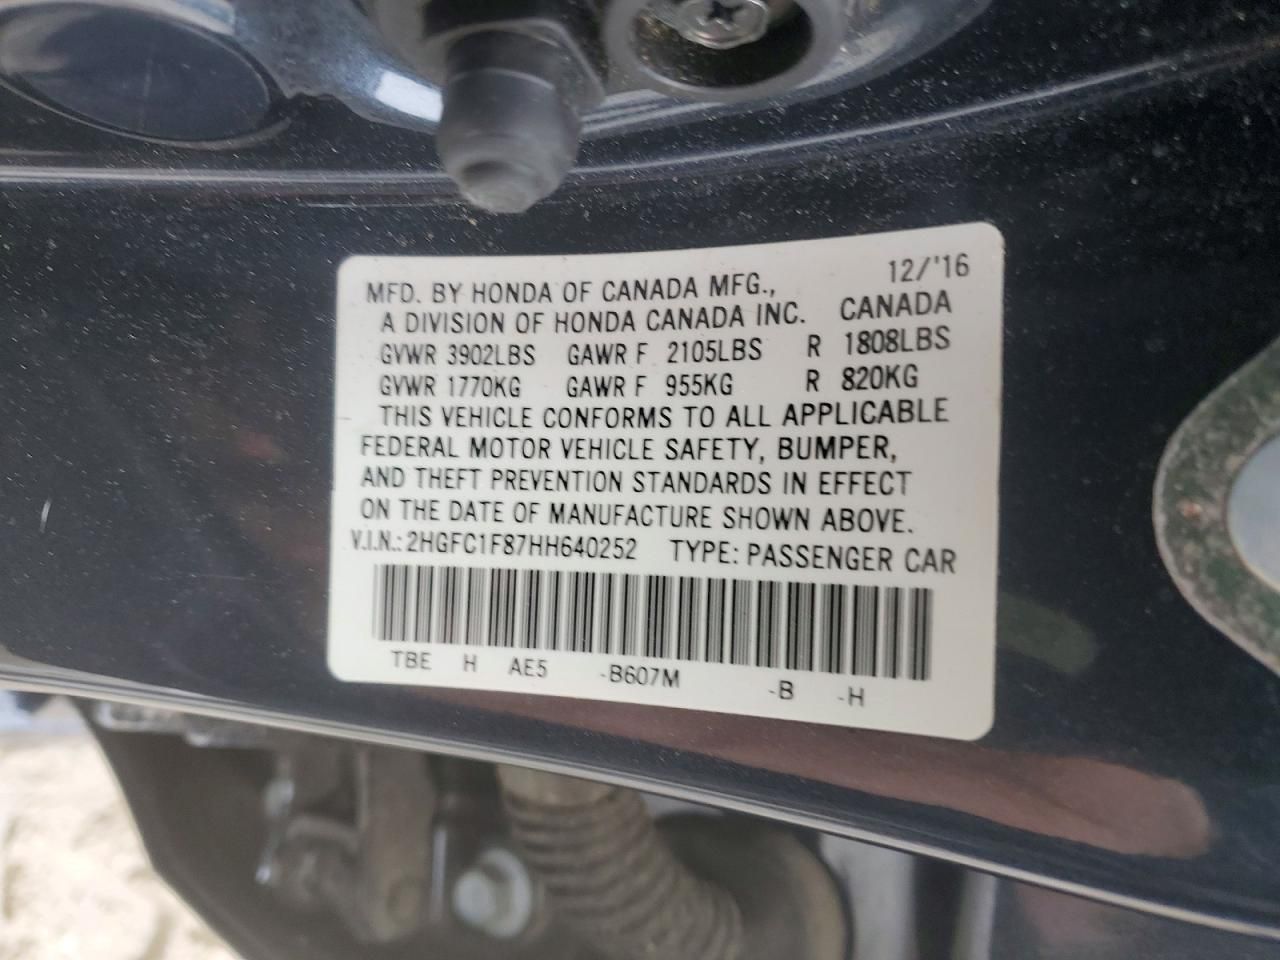 12/'16
MFD. BY HONDA OF CANADA MFG.,
A DIVISION OF HONDA CANADA INC. CANADA
GVWR 3902LBS GAWR F 2105LBS R 1808LBS
GVWR 1770KG GAWR F 955KG R 820KG
THIS VEHICLE CONFORMS TO ALL APPLICABLE
FEDERAL MOTOR VEHICLE SAFETY, BUMPER,
AND THEFT PREVENTION STANDARDS IN EFFECT
ON THE DATE OF MANUFACTURE SHOWN ABOVE.
V.I.N.: 2HGFC1F87HH640252 TYPE: PASSENGER CAR
TBE H AE5 -B607M -B -H